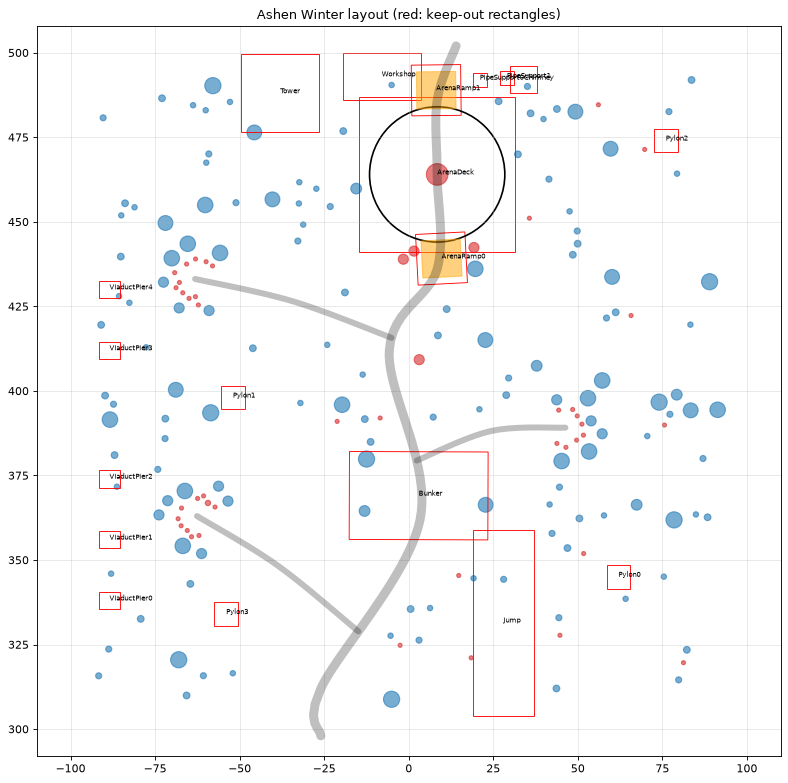 Ashen Winter layout (red: keep-out rectangles)
500
475
450
425
400
375
350
325
300
−100
−75
−50
−25
0
25
50
75
100
Workshop
Tower
ArenaRamp1
Pylon2
ArenaDeck
ArenaRamp0
ViaductPier4
ViaductPier3
Pylon1
ViaductPier2
Bunker
ViaductPier1
Pylon0
ViaductPier0
Pylon3
Jump